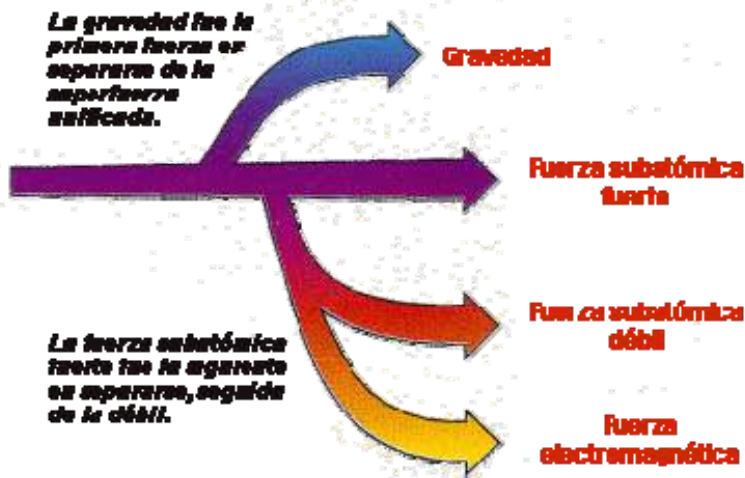 La gravedad fue la
primera fuerza en
separarse de la
superfuerza
unificada.
Gravedad
Fuerza subatómica
fuerte
Fuerza subatómica
débil
La fuerza subatómica
fuerte fue la siguiente
en separarse, seguida
de la débil.
Fuerza
electromagnética